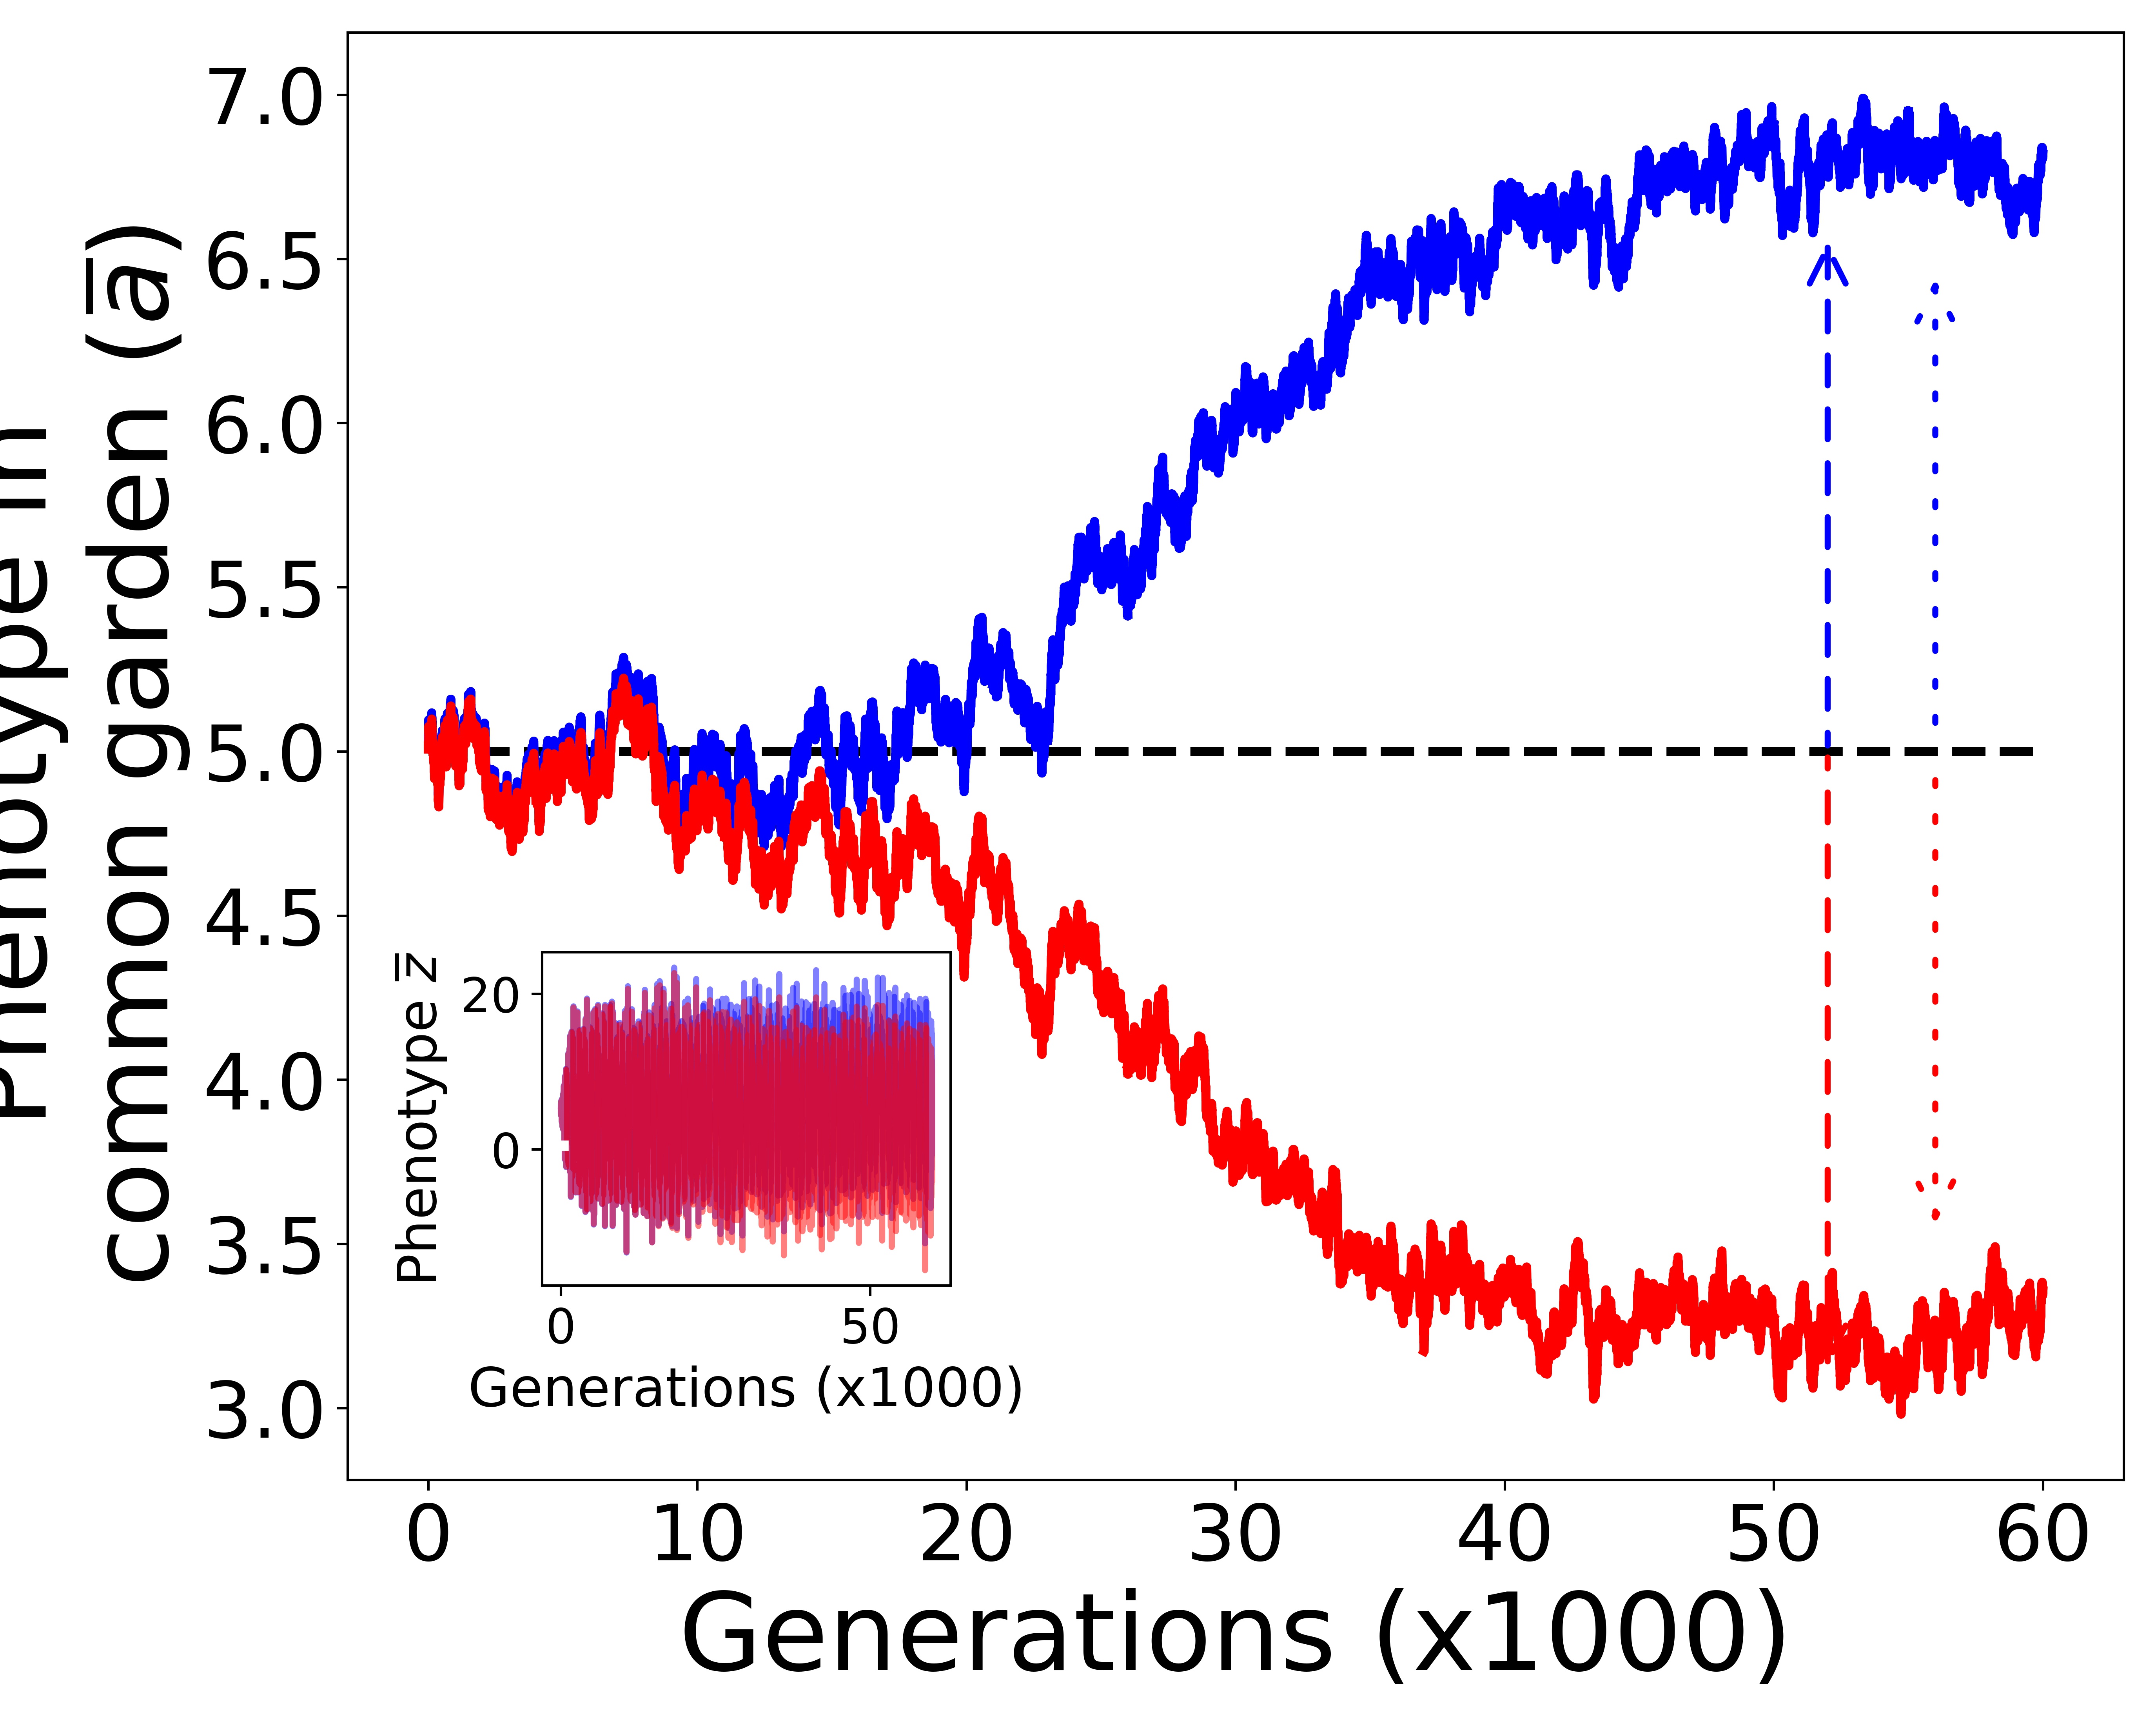 Phenotype in
common garden (a̅)
7.0
6.5
6.0
5.5
5.0
4.5
4.0
3.5
3.0
0 10 20 30 40 50 60
Generations (x1000)
Phenotype z̅
20
0
0 50
Generations (x1000)